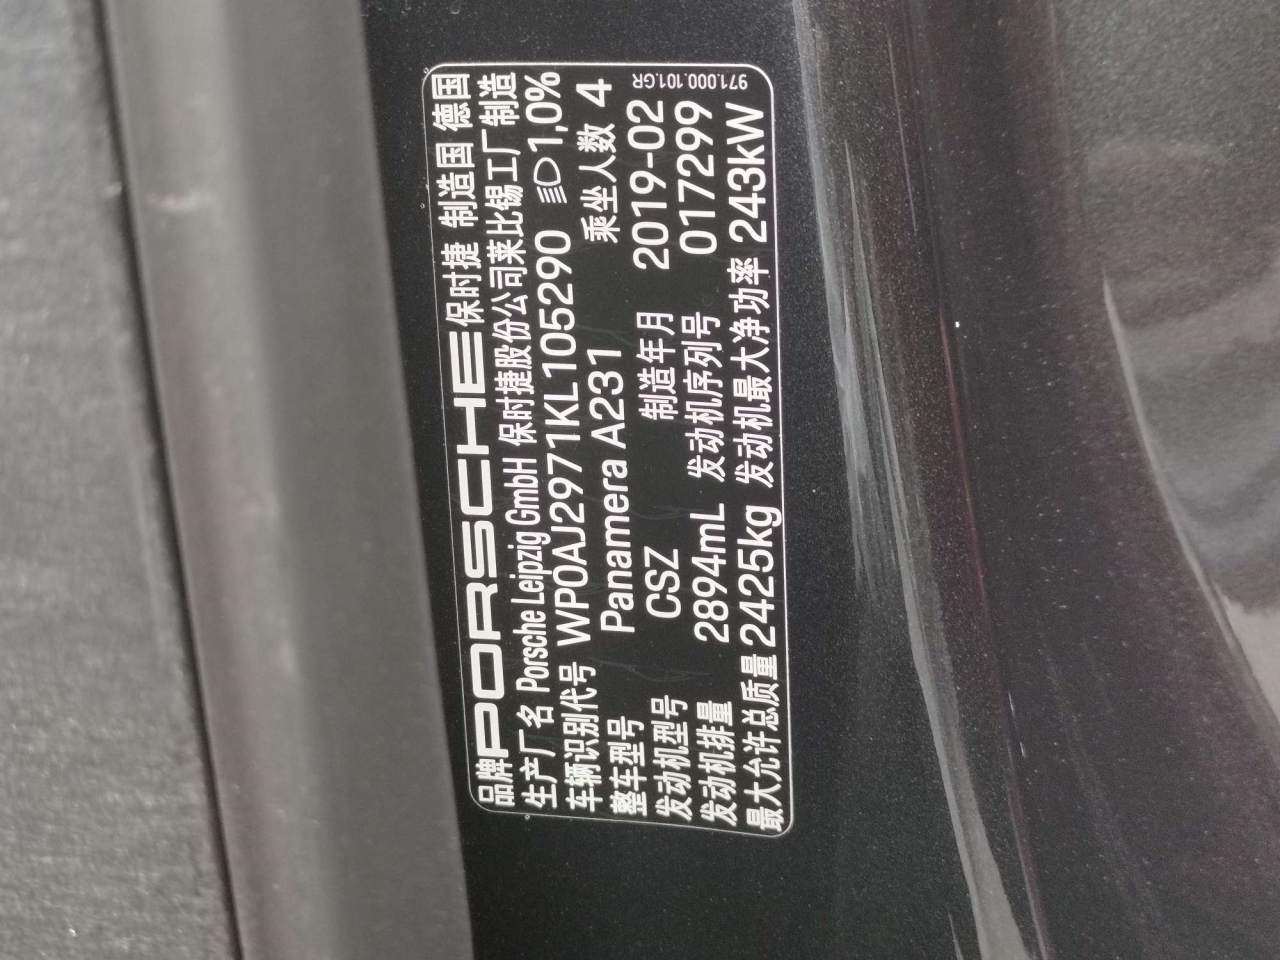 品牌 PORSCHE 保时捷 制造国 德国
生产厂名 Porsche Leipzig GmbH 保时捷股份公司莱比锡工厂制造
车辆识别代号 WP0AJ2971KL105290 1,0%
整车型号 Panamera A231 乘坐人数 4
发动机型号 CSZ 制造年月 2019-02
发动机排量 2894mL 发动机序列号 017299
最大允许总质量 2425kg 发动机最大净功率 243kW
971.000.101.GR